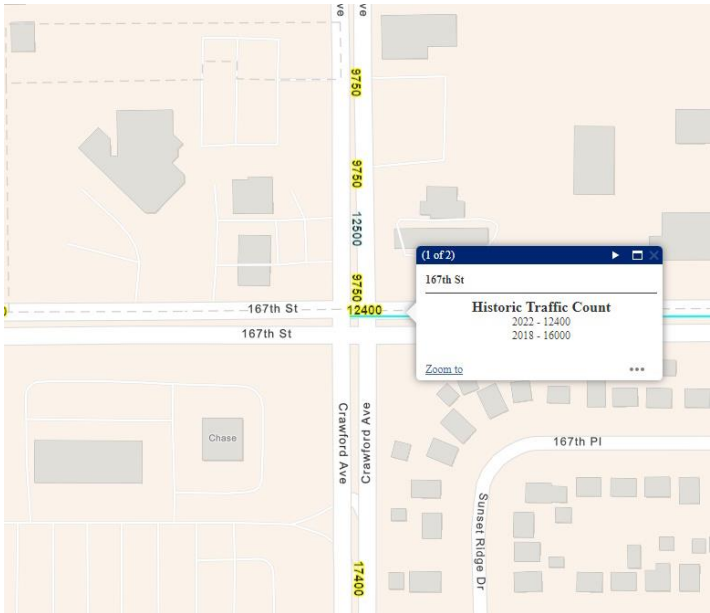 ve
ve
9750
9750
12500
9750
(1 of 2)
167th St
Historic Traffic Count
2022 - 12400
2018 - 16000
Zoom to
167th St
12400
167th St
Chase
Crawford Ave
Crawford Ave
167th Pl
Sunset Ridge Dr
17400